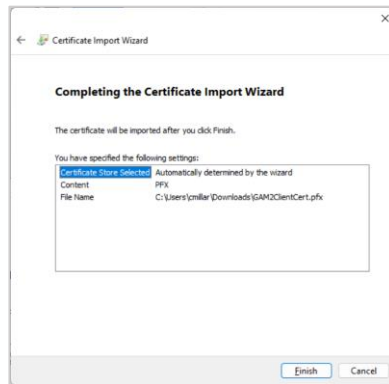 Certificate Import Wizard
Completing the Certificate Import Wizard
The certificate will be imported after you click Finish.
You have specified the following settings:
Certificate Store Selected Automatically determined by the wizard
Content PFX
File Name C:\Users\cmillar\Downloads\GAM2ClientCert.pfx
Finish Cancel